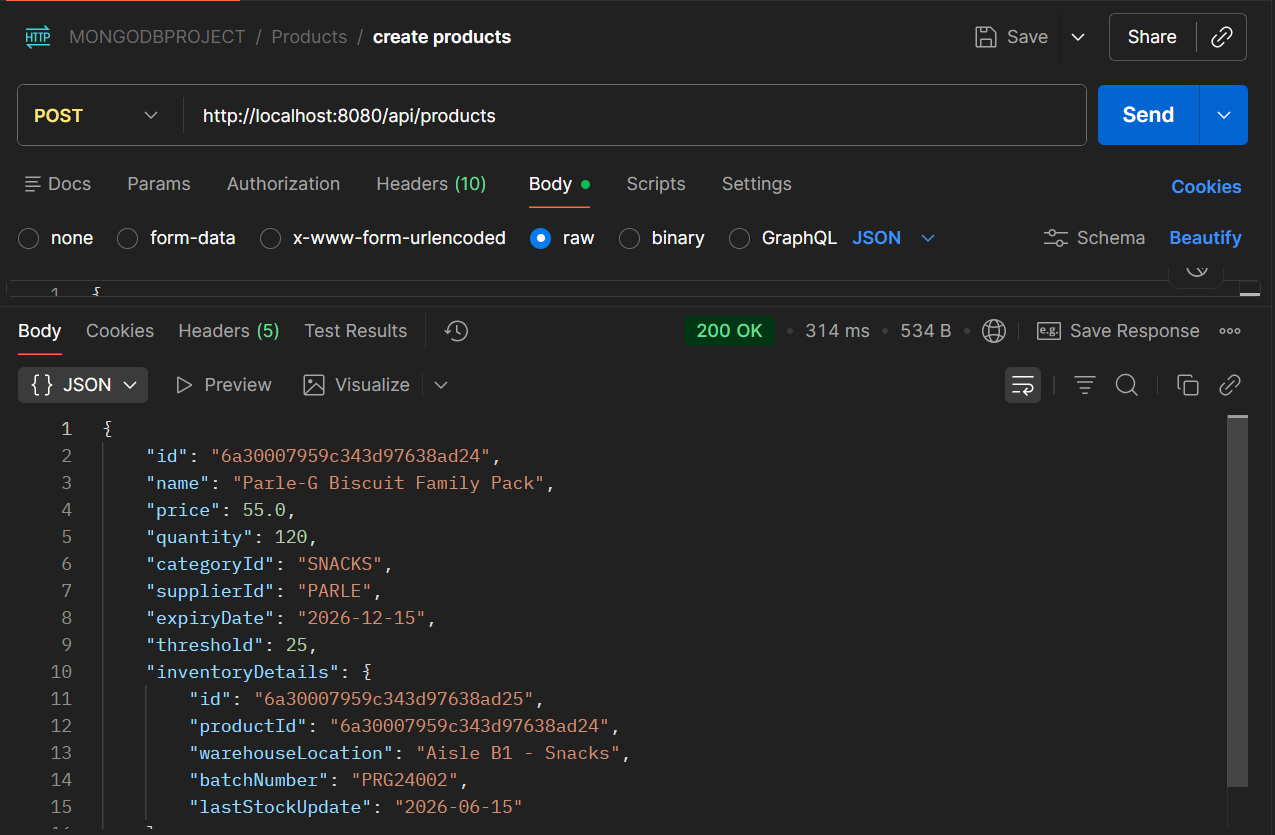 HTTP MONGODBPROJECT / Products / create products Save Share
POST http://localhost:8080/api/products Send
Docs Params Authorization Headers (10) Body Scripts Settings Cookies
none form-data x-www-form-urlencoded raw binary GraphQL JSON Schema Beautify
1 {
Body Cookies Headers (5) Test Results 200 OK • 314 ms • 534 B • e.g. Save Response
{} JSON Preview Visualize
1 {
2 "id": "6a30007959c343d97638ad24",
3 "name": "Parle-G Biscuit Family Pack",
4 "price": 55.0,
5 "quantity": 120,
6 "categoryId": "SNACKS",
7 "supplierId": "PARLE",
8 "expiryDate": "2026-12-15",
9 "threshold": 25,
10 "inventoryDetails": {
11 "id": "6a30007959c343d97638ad25",
12 "productId": "6a30007959c343d97638ad24",
13 "warehouseLocation": "Aisle B1 - Snacks",
14 "batchNumber": "PRG24002",
15 "lastStockUpdate": "2026-06-15"